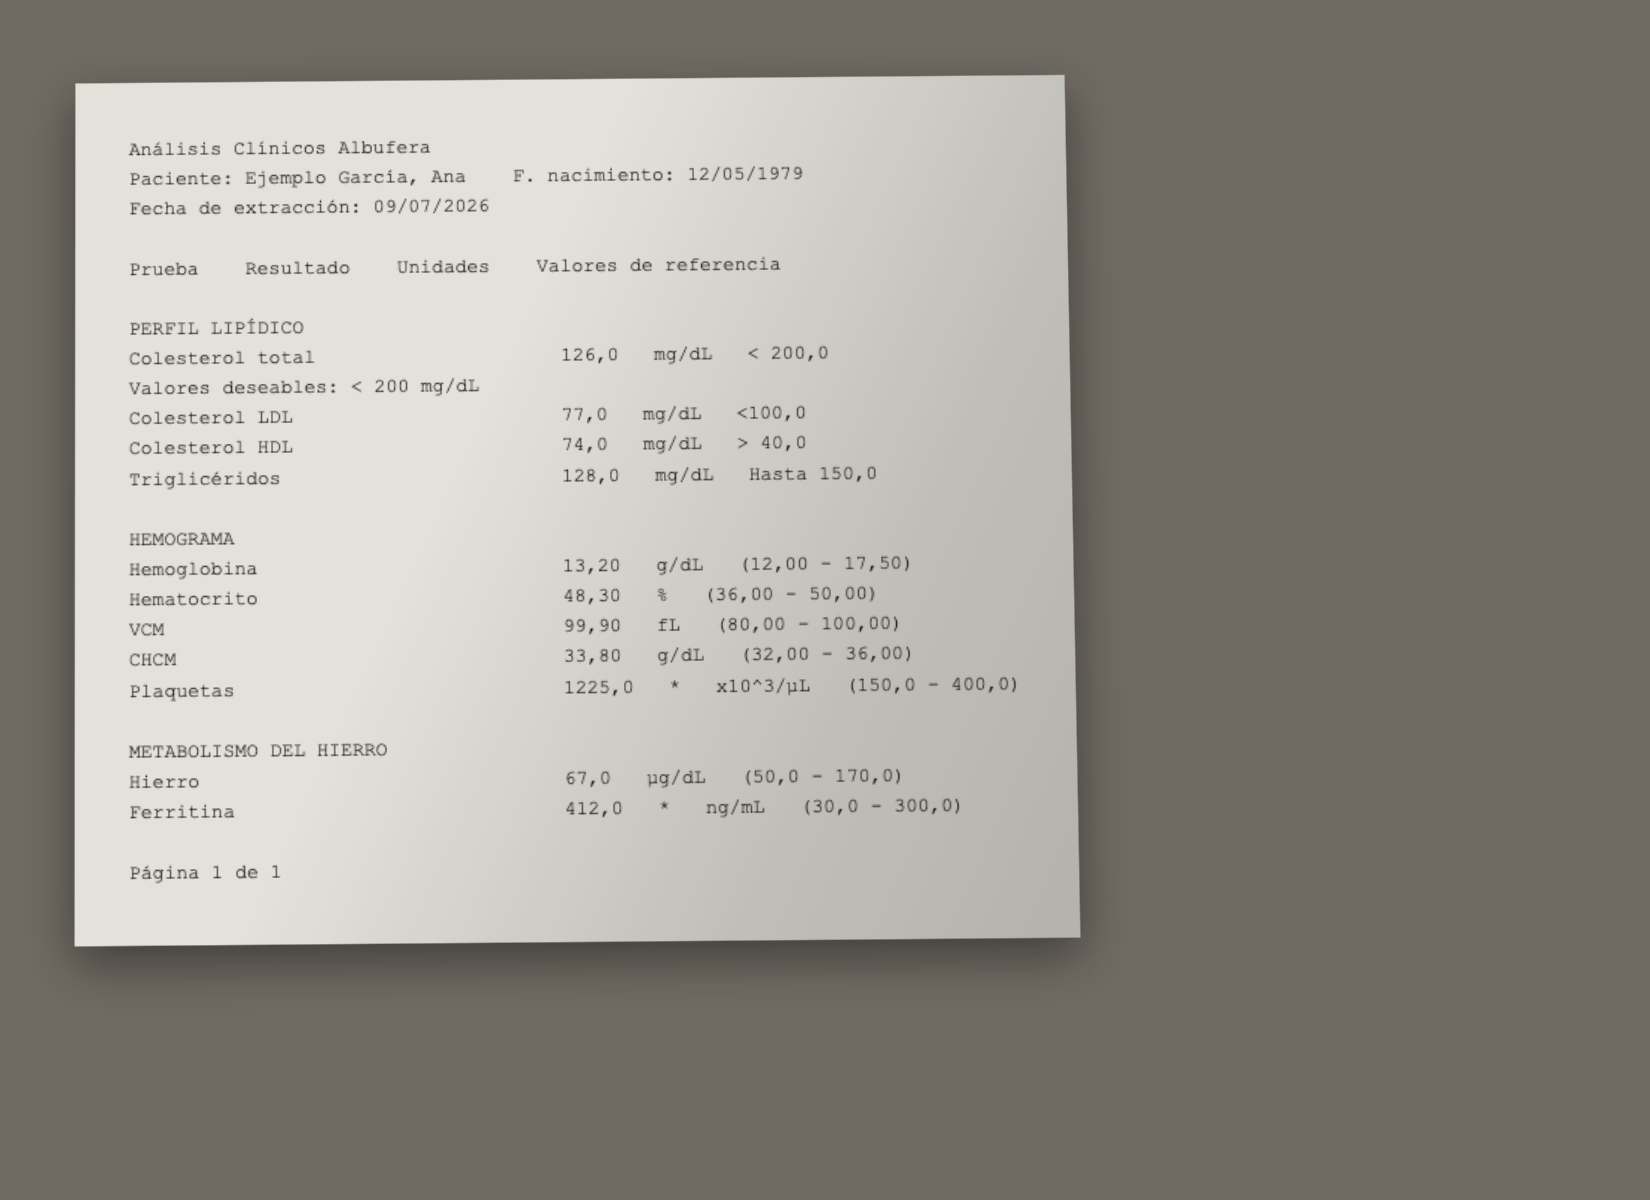 Análisis Clínicos Albufera
Paciente: Ejemplo García, Ana    F. nacimiento: 12/05/1979
Fecha de extracción: 09/07/2026
Prueba    Resultado    Unidades    Valores de referencia
PERFIL LIPÍDICO
Colesterol total    126,0   mg/dL   < 200,0
Valores deseables: < 200 mg/dL
Colesterol LDL    77,0   mg/dL   <100,0
Colesterol HDL    74,0   mg/dL   > 40,0
Triglicéridos    128,0   mg/dL   Hasta 150,0
HEMOGRAMA
Hemoglobina    13,20   g/dL   (12,00 - 17,50)
Hematocrito    48,30   %   (36,00 - 50,00)
VCM    99,90   fL   (80,00 - 100,00)
CHCM    33,80   g/dL   (32,00 - 36,00)
Plaquetas    1225,0   *   x10^3/µL   (150,0 - 400,0)
METABOLISMO DEL HIERRO
Hierro    67,0   µg/dL   (50,0 - 170,0)
Ferritina    412,0   *   ng/mL   (30,0 - 300,0)
Página 1 de 1